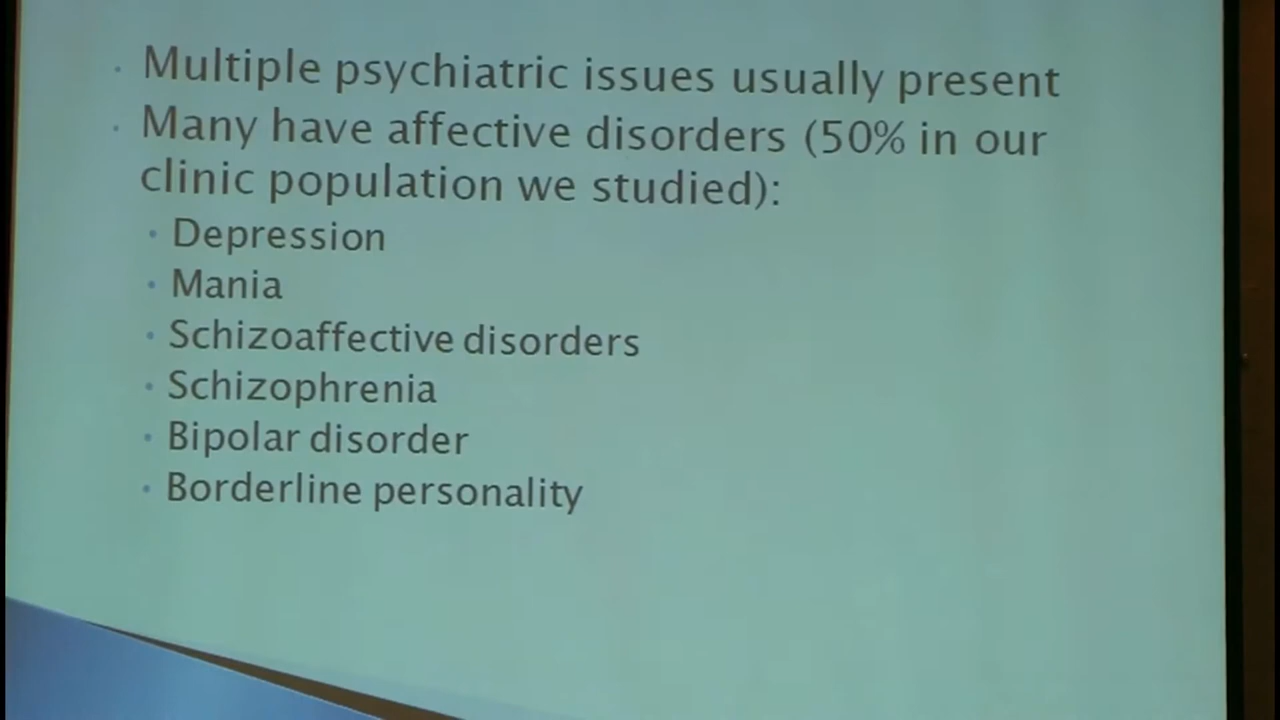 · Multiple psychiatric issues usually present
· Many have affective disorders (50% in our
clinic population we studied):
• Depression
• Mania
• Schizoaffective disorders
• Schizophrenia
• Bipolar disorder
• Borderline personality